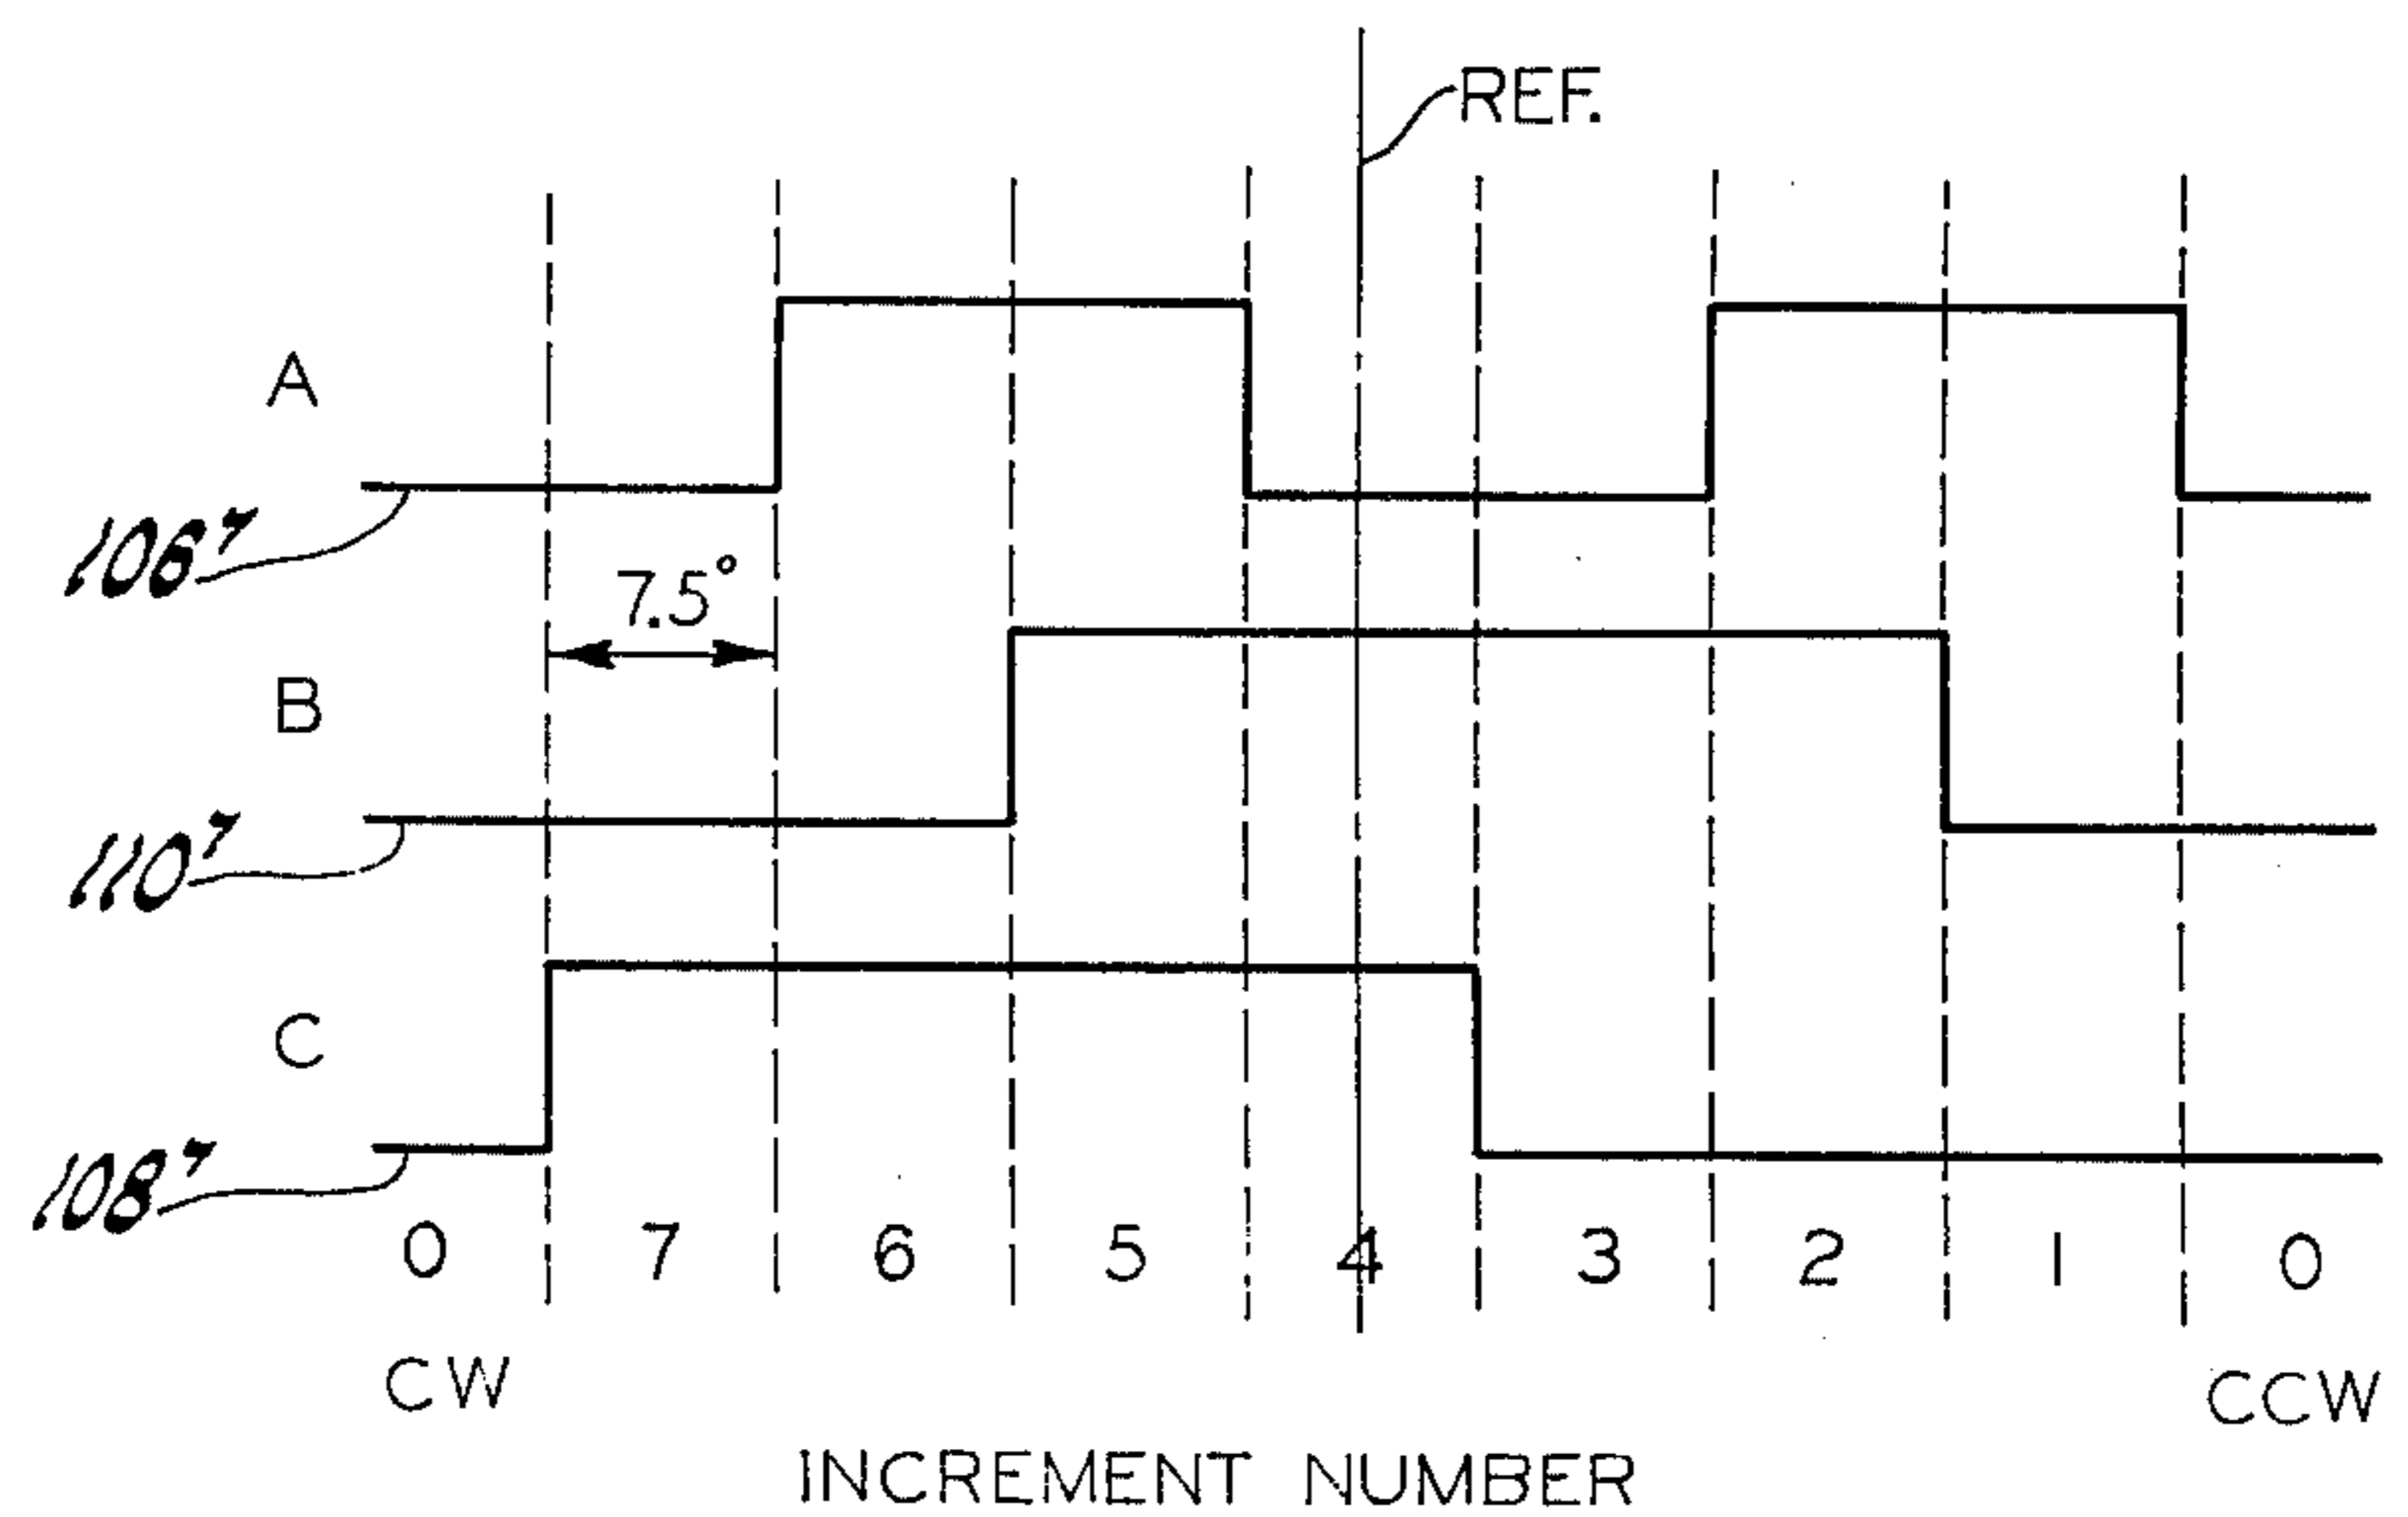 REF.
A
106'
7.5°
B
110'
C
108'
0 7 6 5 4 3 2 1 0
CW CCW
INCREMENT NUMBER